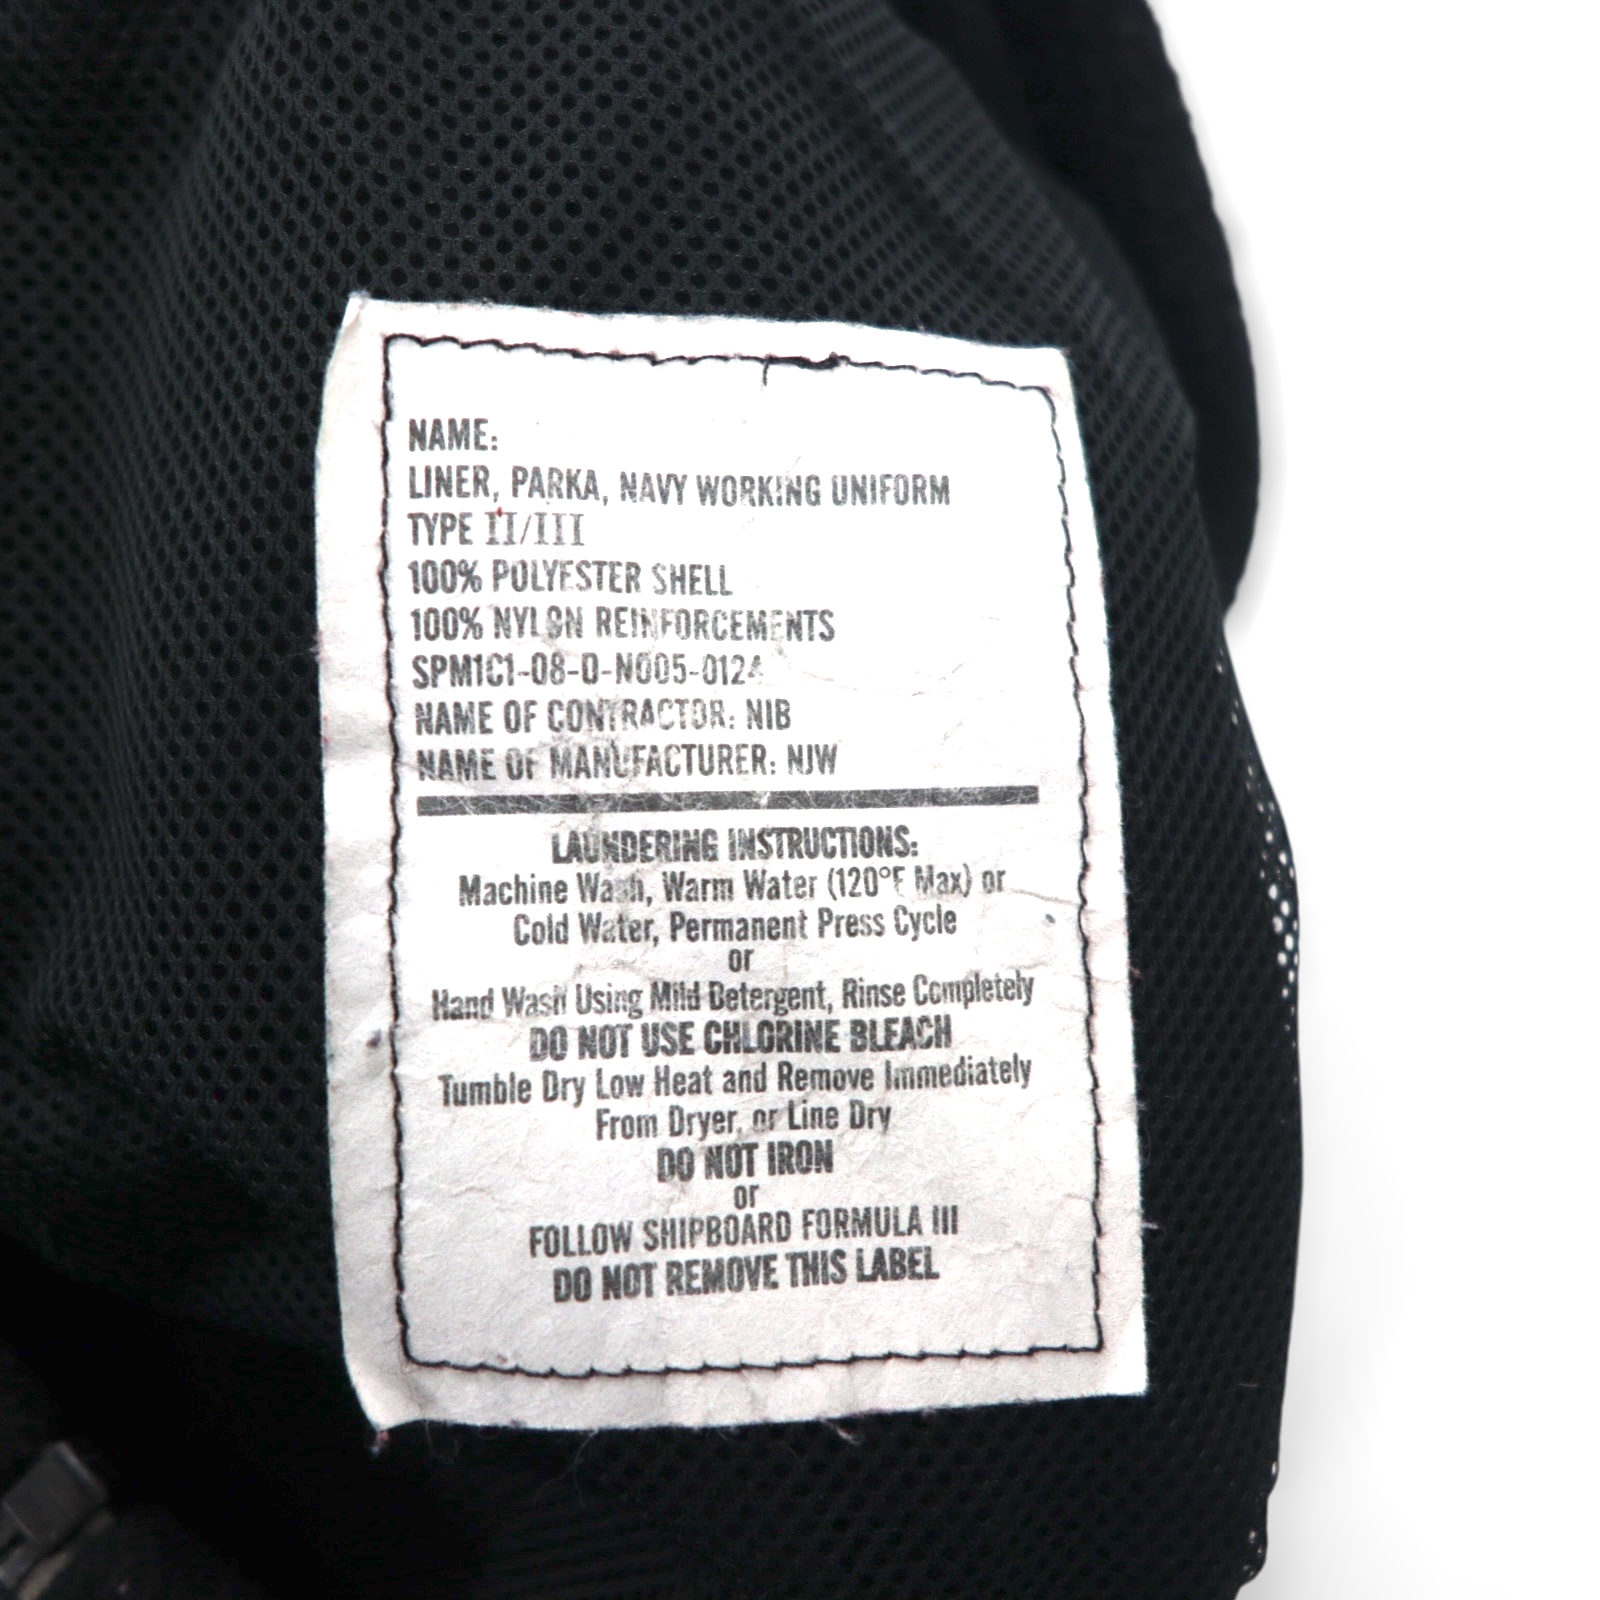 NAME:
LINER, PARKA, NAVY WORKING UNIFORM
TYPE II/III
100% POLYESTER SHELL
100% NYLON REINFORCEMENTS
SPM1C1-08-D-N005-0124
NAME OF CONTRACTOR: NIB
NAME OF MANUFACTURER: NJW
LAUNDERING INSTRUCTIONS:
Machine Wash, Warm Water (120°F Max) or
Cold Water, Permanent Press Cycle
or
Hand Wash Using Mild Detergent, Rinse Completely
DO NOT USE CHLORINE BLEACH
Tumble Dry Low Heat and Remove Immediately
From Dryer, or Line Dry
DO NOT IRON
or
FOLLOW SHIPBOARD FORMULA III
DO NOT REMOVE THIS LABEL